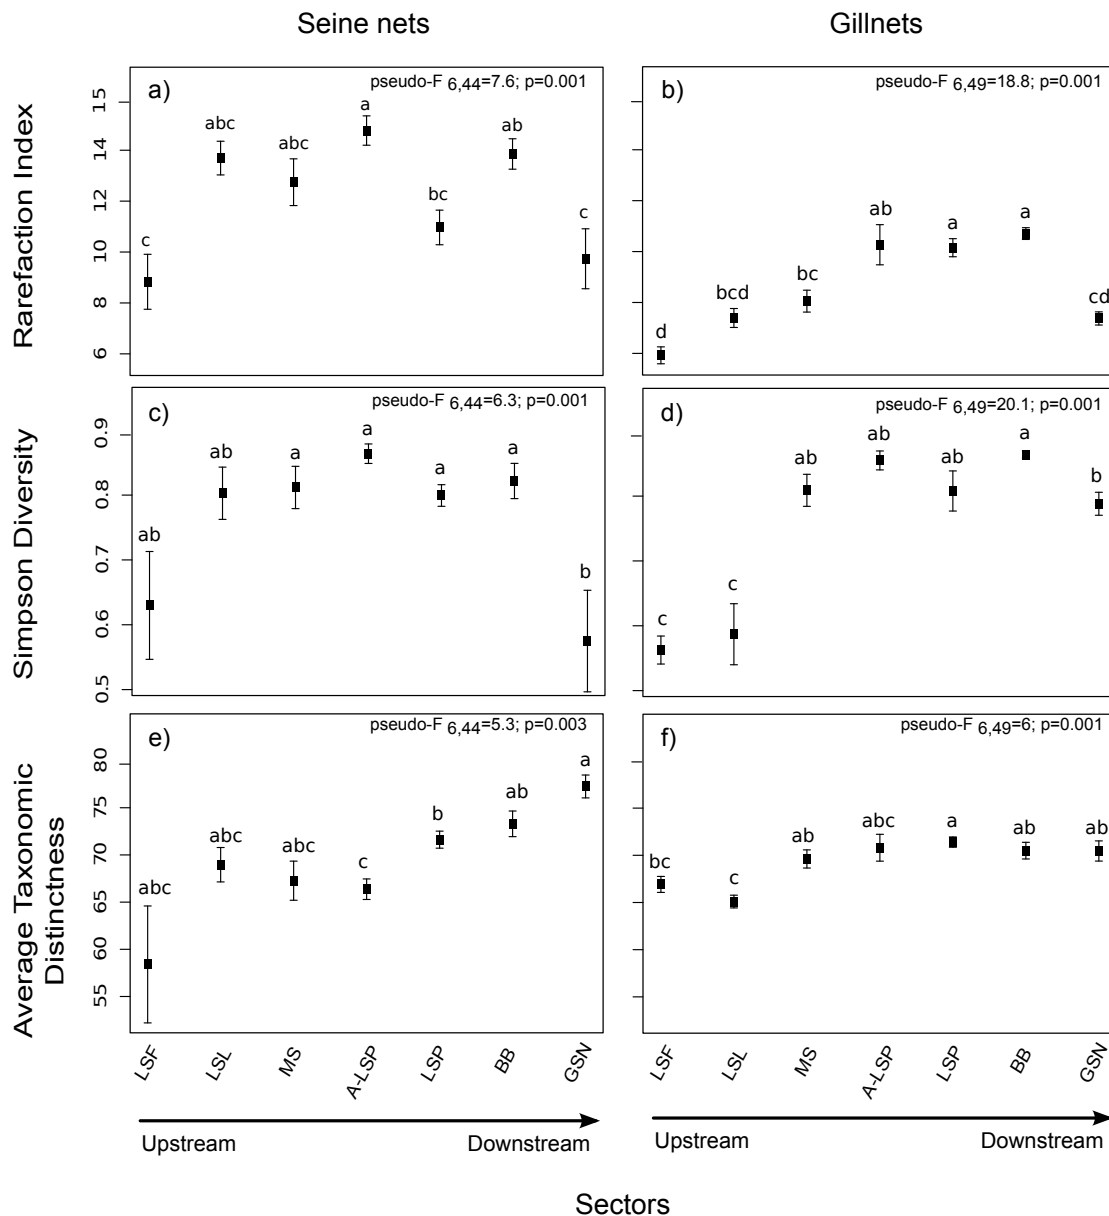 Seine nets
Gillnets
Rarefaction Index
a)
pseudo-F 6,44=7.6; p=0.001
15
14
12
10
8
6
c
abc
abc
a
bc
ab
c
b)
pseudo-F 6,49=18.8; p=0.001
d
bcd
bc
ab
a
a
cd
Simpson Diversity
c)
pseudo-F 6,44=6.3; p=0.001
0.9
0.8
0.7
0.6
0.5
ab
ab
a
a
a
a
b
d)
pseudo-F 6,49=20.1; p=0.001
c
c
ab
ab
ab
a
b
Average Taxonomic
Distinctness
e)
pseudo-F 6,44=5.3; p=0.003
80
75
70
65
60
55
abc
abc
abc
c
b
ab
a
f)
pseudo-F 6,49=6; p=0.001
bc
c
ab
abc
a
ab
ab
LSF
LSL
MS
A-LSP
LSP
BB
GSN
LSF
LSL
MS
A-LSP
LSP
BB
GSN
Upstream
Downstream
Upstream
Downstream
Sectors